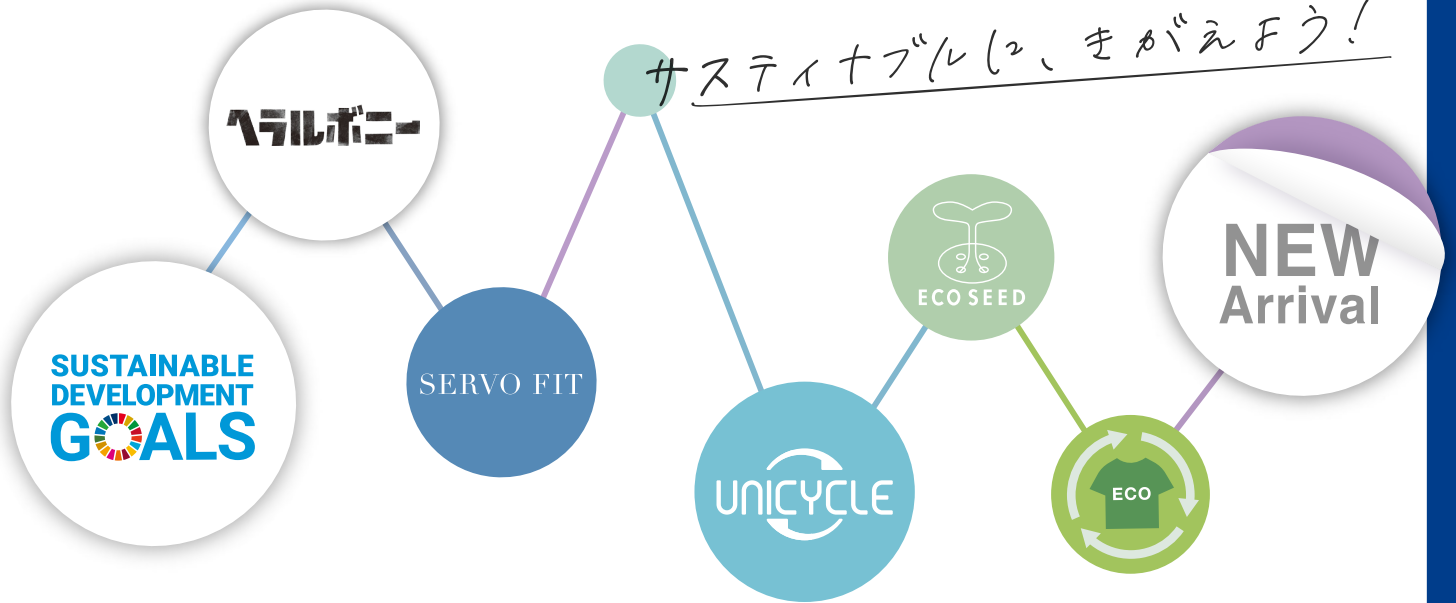 サスティナブルに、きがえよう!
ヘラルボニー
SUSTAINABLE
DEVELOPMENT
GOALS
SERVO FIT
UNICYCLE
ECO SEED
ECO
NEW
Arrival